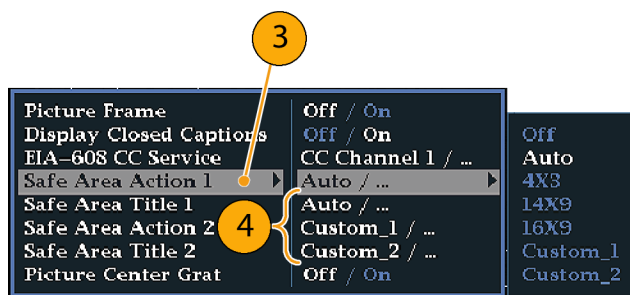 3
Picture Frame Off / On
Display Closed Captions Off / On Off
EIA-608 CC Service CC Channel 1 / ... Auto
Safe Area Action 1 Auto / ... 4X3
Safe Area Title 1 Auto / ... 14X9
Safe Area Action 2 4 Custom_1 / ... 16X9
Safe Area Title 2 Custom_2 / ... Custom_1
Picture Center Grat Off / On Custom_2